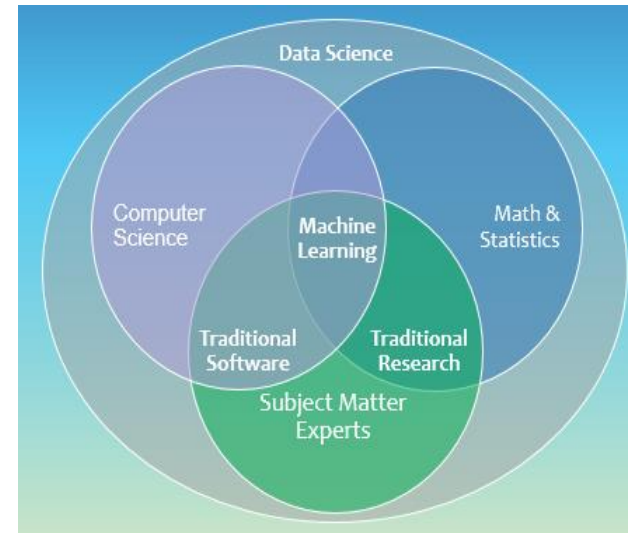 Data Science
Computer
Science
Math &
Statistics
Machine
Learning
Traditional
Software
Traditional
Research
Subject Matter
Experts